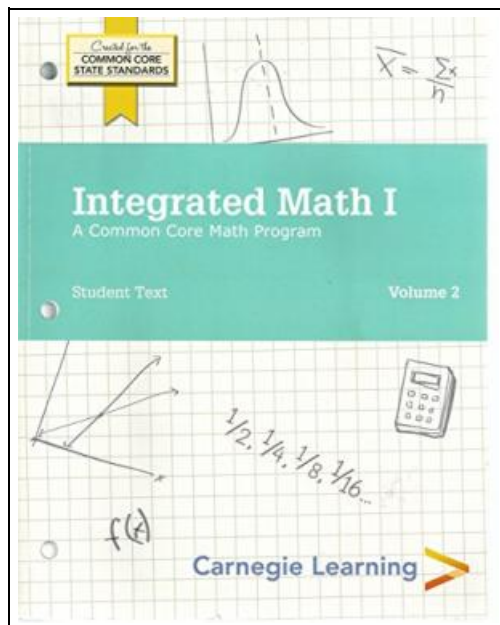 Created for the
COMMON CORE
STATE STANDARDS
X̄ = Σx
n
Integrated Math I
A Common Core Math Program
Student Text
Volume 2
1/2, 1/4, 1/8, 1/16...
x
f(x)
Carnegie Learning